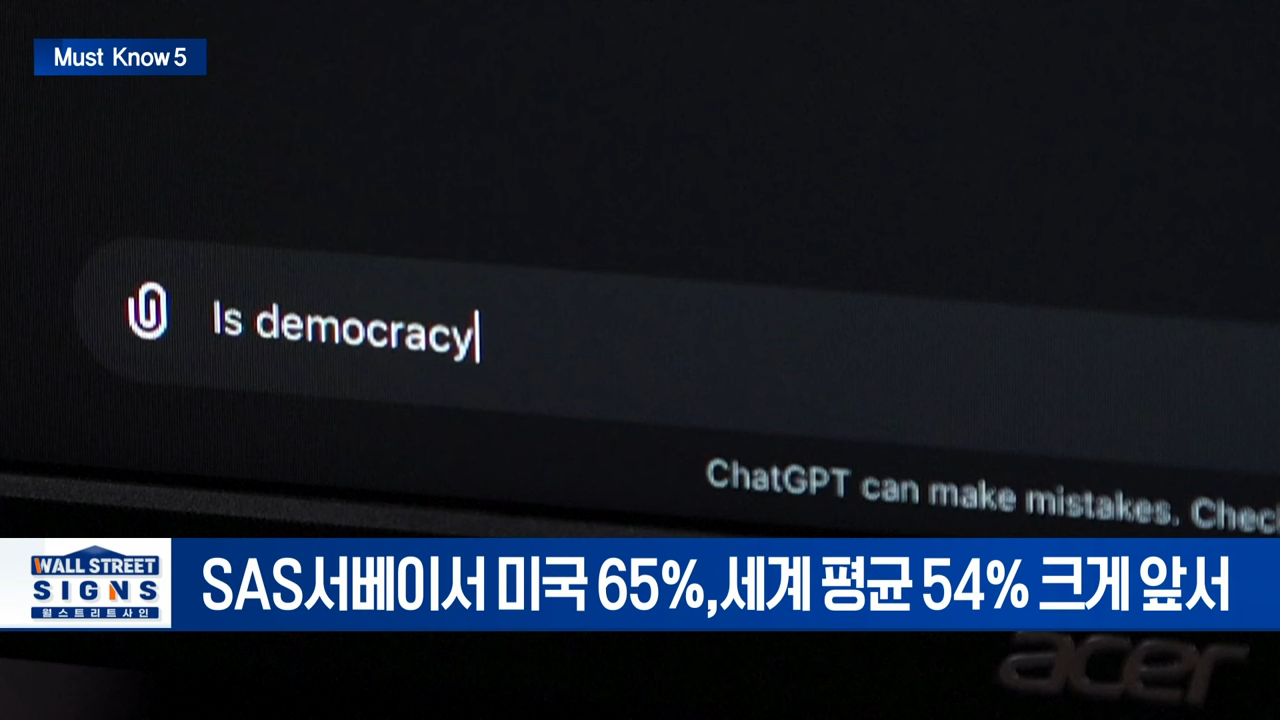 Must Know 5
Is democracy
ChatGPT can make mistakes. Chec
WALL STREET
SIGNS
월스트리트사인
SAS서베이서 미국 65%,세계 평균 54% 크게 앞서
acer